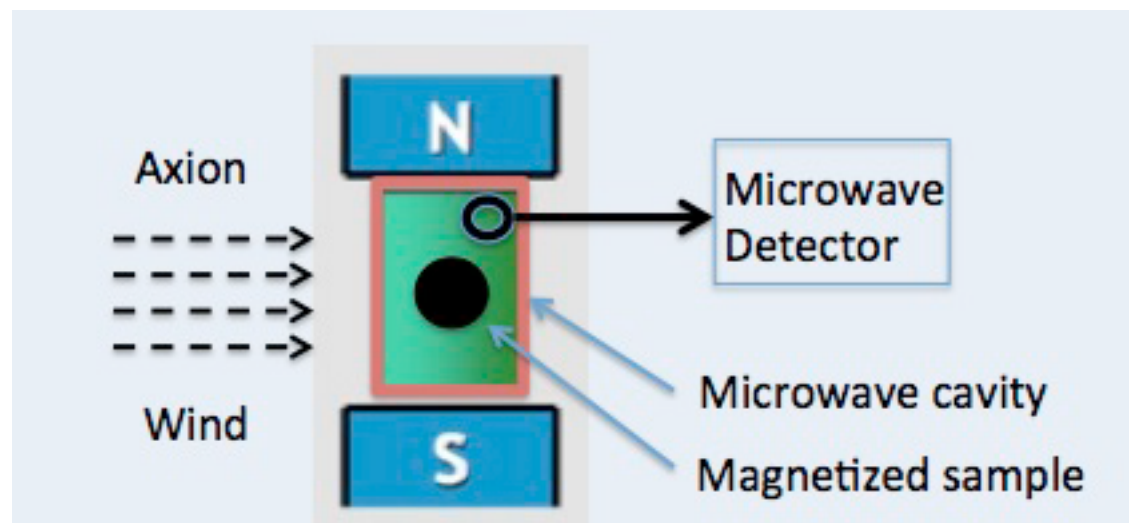 N
Axion
Microwave
Detector
Wind
Microwave cavity
S
Magnetized sample